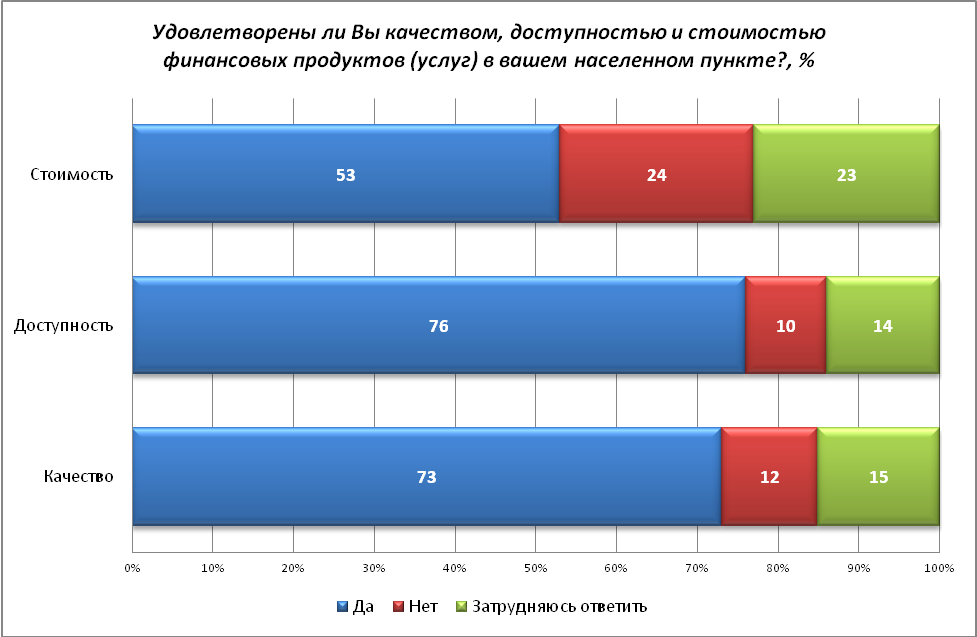 Удовлетворены ли Вы качеством, доступностью и стоимостью
финансовых продуктов (услуг) в вашем населенном пункте?, %
Стоимость
53
24
23
Доступность
76
10
14
Качество
73
12
15
0%
10%
20%
30%
40%
50%
60%
70%
80%
90%
100%
Да
Нет
Затрудняюсь ответить